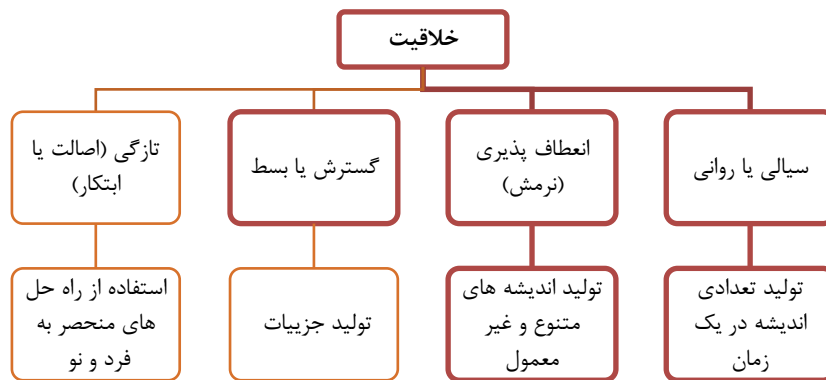 خلاقیت
سیالی یا روانی
انعطاف پذیری
(نرمش)
گسترش یا بسط
تازگی (اصالت یا
ابتکار)
تولید تعدادی
اندیشه در یک
زمان
تولید اندیشه های
متنوع و غیر
معمول
تولید جزییات
استفاده از راه حل
های منحصر به
فرد و نو